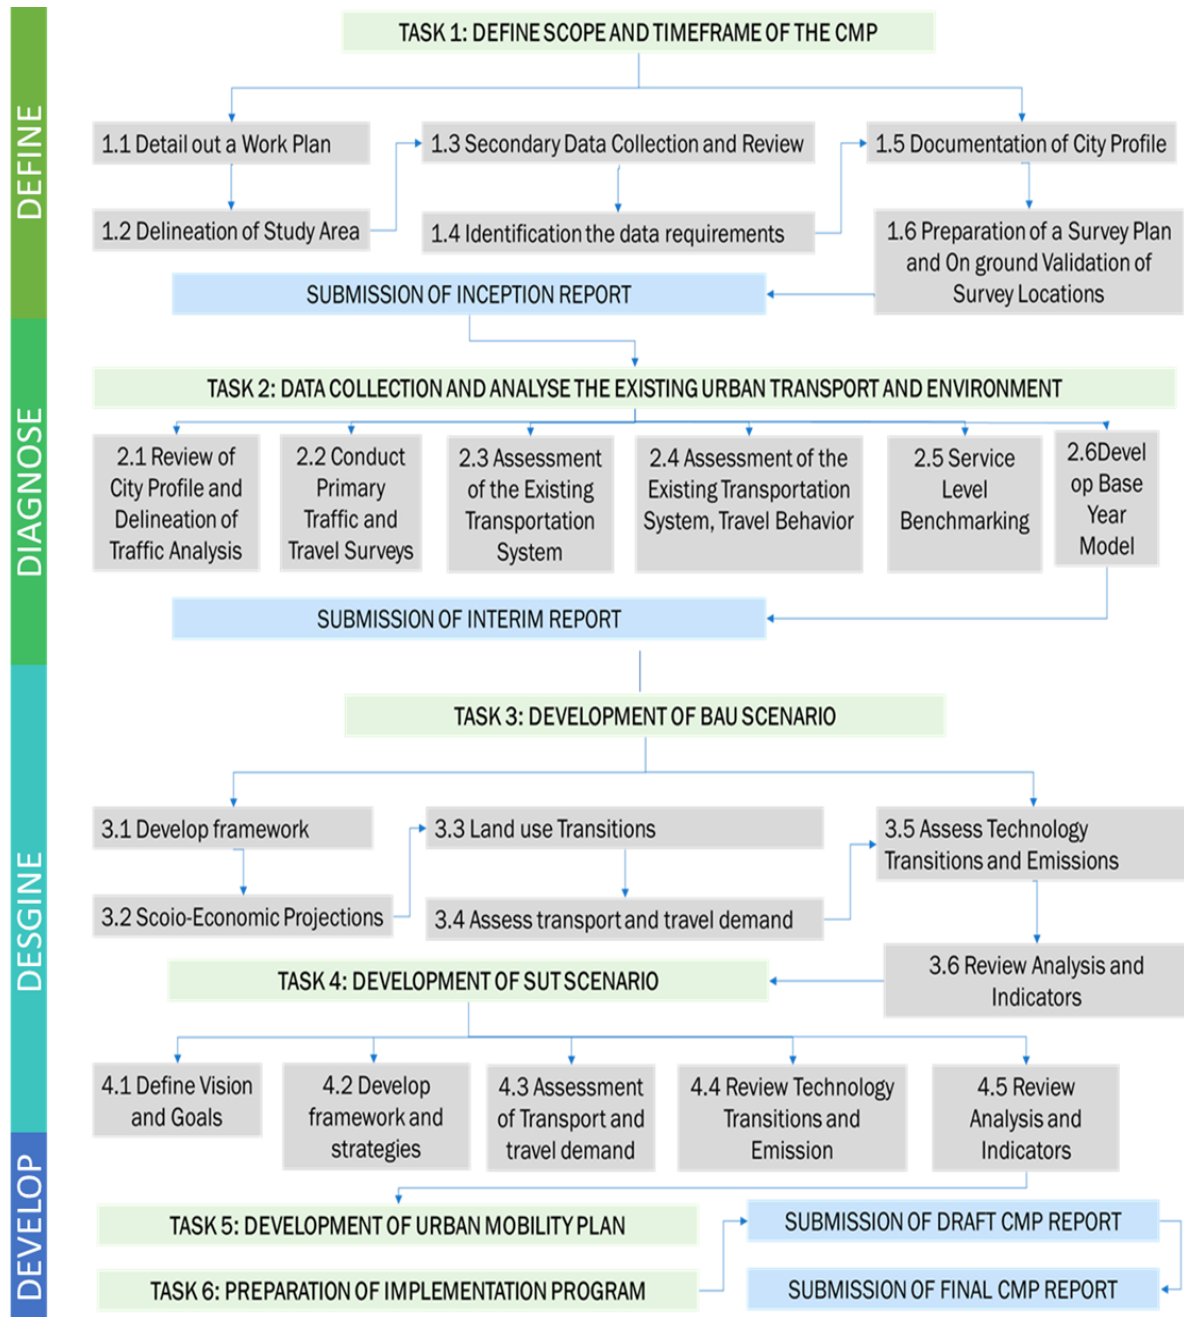 DEFINE
TASK 1: DEFINE SCOPE AND TIMEFRAME OF THE CMP
1.1 Detail out a Work Plan
1.2 Delineation of Study Area
1.3 Secondary Data Collection and Review
1.4 Identification the data requirements
1.5 Documentation of City Profile
1.6 Preparation of a Survey Plan
and On ground Validation of
Survey Locations
SUBMISSION OF INCEPTION REPORT
DIAGNOSE
TASK 2: DATA COLLECTION AND ANALYSE THE EXISTING URBAN TRANSPORT AND ENVIRONMENT
2.1 Review of
City Profile and
Delineation of
Traffic Analysis
2.2 Conduct
Primary
Traffic and
Travel Surveys
2.3 Assessment
of the Existing
Transportation
System
2.4 Assessment of the
Existing Transportation
System, Travel Behavior
2.5 Service
Level
Benchmarking
2.6Devel
op Base
Year
Model
SUBMISSION OF INTERIM REPORT
DESGINE
TASK 3: DEVELOPMENT OF BAU SCENARIO
3.1 Develop framework
3.2 Scoio-Economic Projections
3.3 Land use Transitions
3.4 Assess transport and travel demand
3.5 Assess Technology
Transitions and Emissions
3.6 Review Analysis and
Indicators
TASK 4: DEVELOPMENT OF SUT SCENARIO
4.1 Define Vision
and Goals
4.2 Develop
framework and
strategies
4.3 Assessment
of Transport and
travel demand
4.4 Review Technology
Transitions and
Emission
4.5 Review
Analysis and
Indicators
DEVELOP
TASK 5: DEVELOPMENT OF URBAN MOBILITY PLAN
TASK 6: PREPARATION OF IMPLEMENTATION PROGRAM
SUBMISSION OF DRAFT CMP REPORT
SUBMISSION OF FINAL CMP REPORT